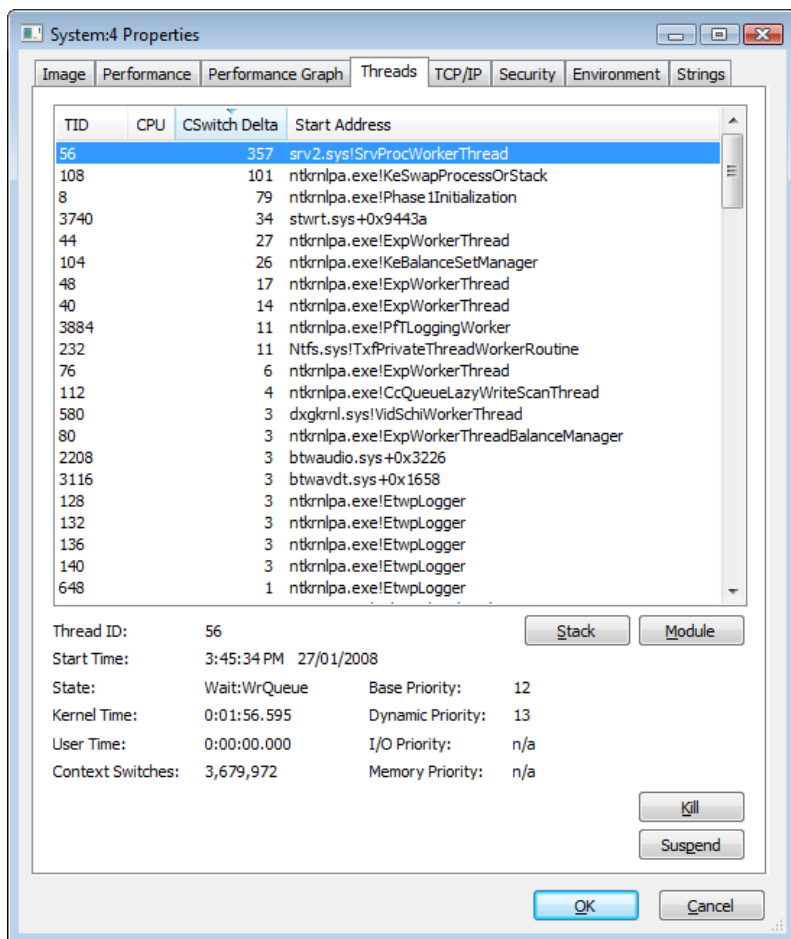 System:4 Properties
Image Performance Performance Graph Threads TCP/IP Security Environment Strings
TID CPU CSwitch Delta Start Address
56 357 srv2.sys!SrvProcWorkerThread
108 101 ntkrnlpa.exe!KeSwapProcessOrStack
8 79 ntkrnlpa.exe!Phase1Initialization
3740 34 stwrt.sys+0x9443a
44 27 ntkrnlpa.exe!ExpWorkerThread
104 26 ntkrnlpa.exe!KeBalanceSetManager
48 17 ntkrnlpa.exe!ExpWorkerThread
40 14 ntkrnlpa.exe!ExpWorkerThread
3884 11 ntkrnlpa.exe!PfTLoggingWorker
232 11 Ntfs.sys!TxfPrivateThreadWorkerRoutine
76 6 ntkrnlpa.exe!ExpWorkerThread
112 4 ntkrnlpa.exe!CcQueueLazyWriteScanThread
580 3 dxgkrnl.sys!VidSchiWorkerThread
80 3 ntkrnlpa.exe!ExpWorkerThreadBalanceManager
2208 3 btwaudio.sys+0x3226
3116 3 btwavdt.sys+0x1658
128 3 ntkrnlpa.exe!EtwpLogger
132 3 ntkrnlpa.exe!EtwpLogger
136 3 ntkrnlpa.exe!EtwpLogger
140 3 ntkrnlpa.exe!EtwpLogger
648 1 ntkrnlpa.exe!EtwpLogger
Thread ID: 56 Stack Module
Start Time: 3:45:34 PM 27/01/2008
State: Wait:WrQueue Base Priority: 12
Kernel Time: 0:01:56.595 Dynamic Priority: 13
User Time: 0:00:00.000 I/O Priority: n/a
Context Switches: 3,679,972 Memory Priority: n/a
Kill
Suspend
OK Cancel